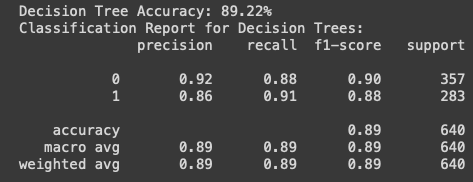 Decision Tree Accuracy: 89.22%
Classification Report for Decision Trees:
precision recall f1-score support
0 0.92 0.88 0.90 357
1 0.86 0.91 0.88 283
accuracy 0.89 640
macro avg 0.89 0.89 0.89 640
weighted avg 0.89 0.89 0.89 640